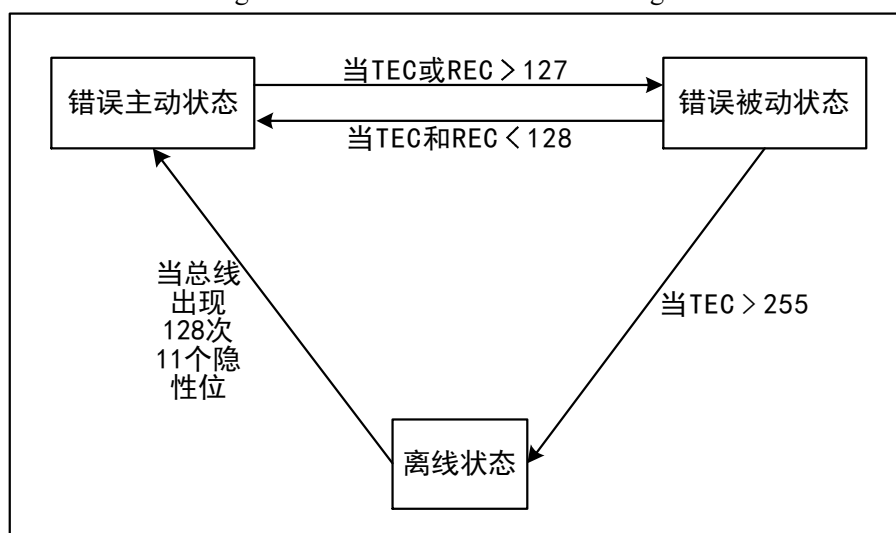 当TEC或REC＞127
错误主动状态
错误被动状态
当TEC和REC＜128
当总线
出现
128次
11个隐
性位
当TEC＞255
离线状态